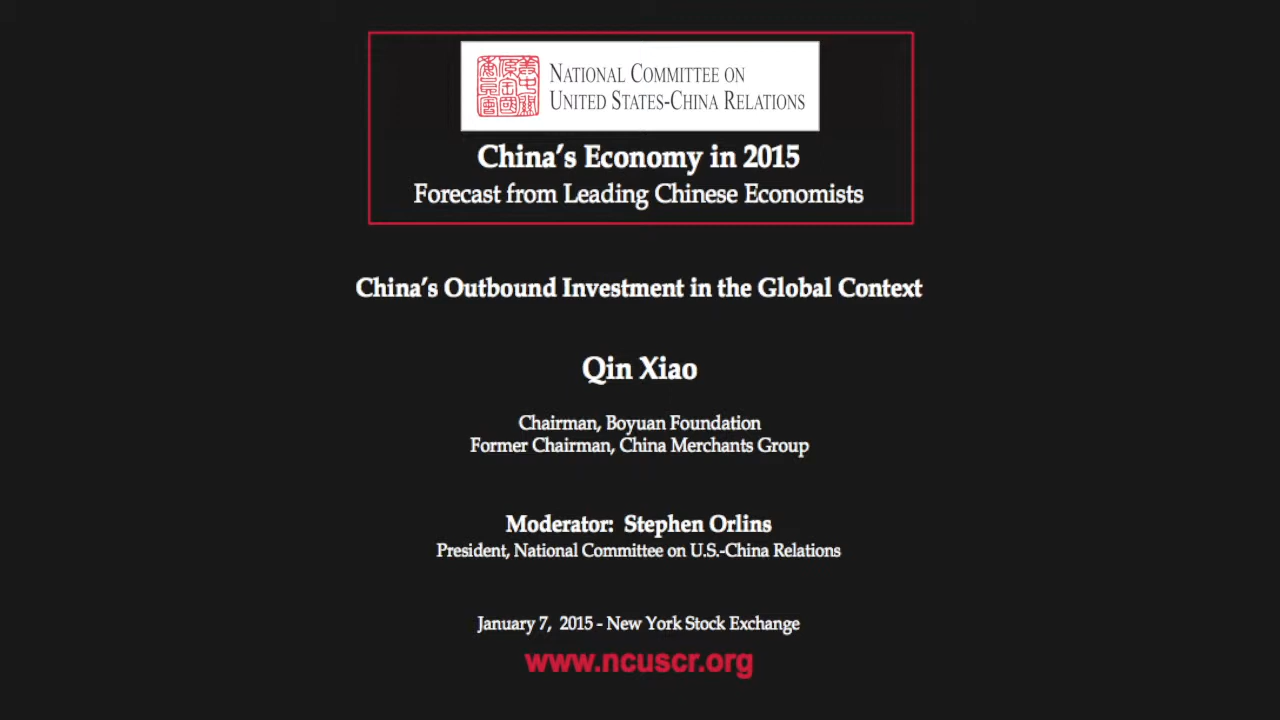 NATIONAL COMMITTEE ON
UNITED STATES-CHINA RELATIONS
China's Economy in 2015
Forecast from Leading Chinese Economists
China's Outbound Investment in the Global Context
Qin Xiao
Chairman, Boyuan Foundation
Former Chairman, China Merchants Group
Moderator: Stephen Orlins
President, National Committee on U.S.-China Relations
January 7, 2015 - New York Stock Exchange
www.ncuscr.org